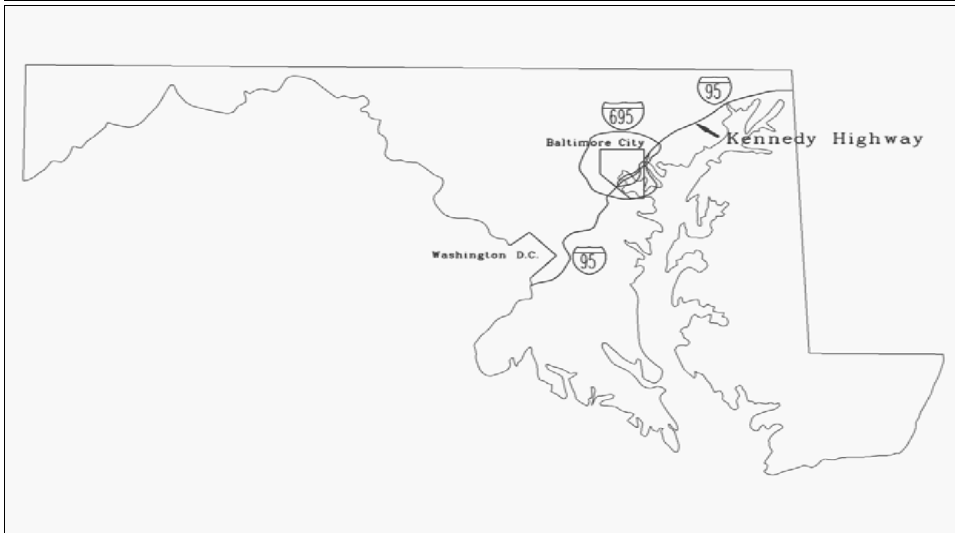 95
695
Baltimore City
Kennedy Highway
Washington D.C.
95